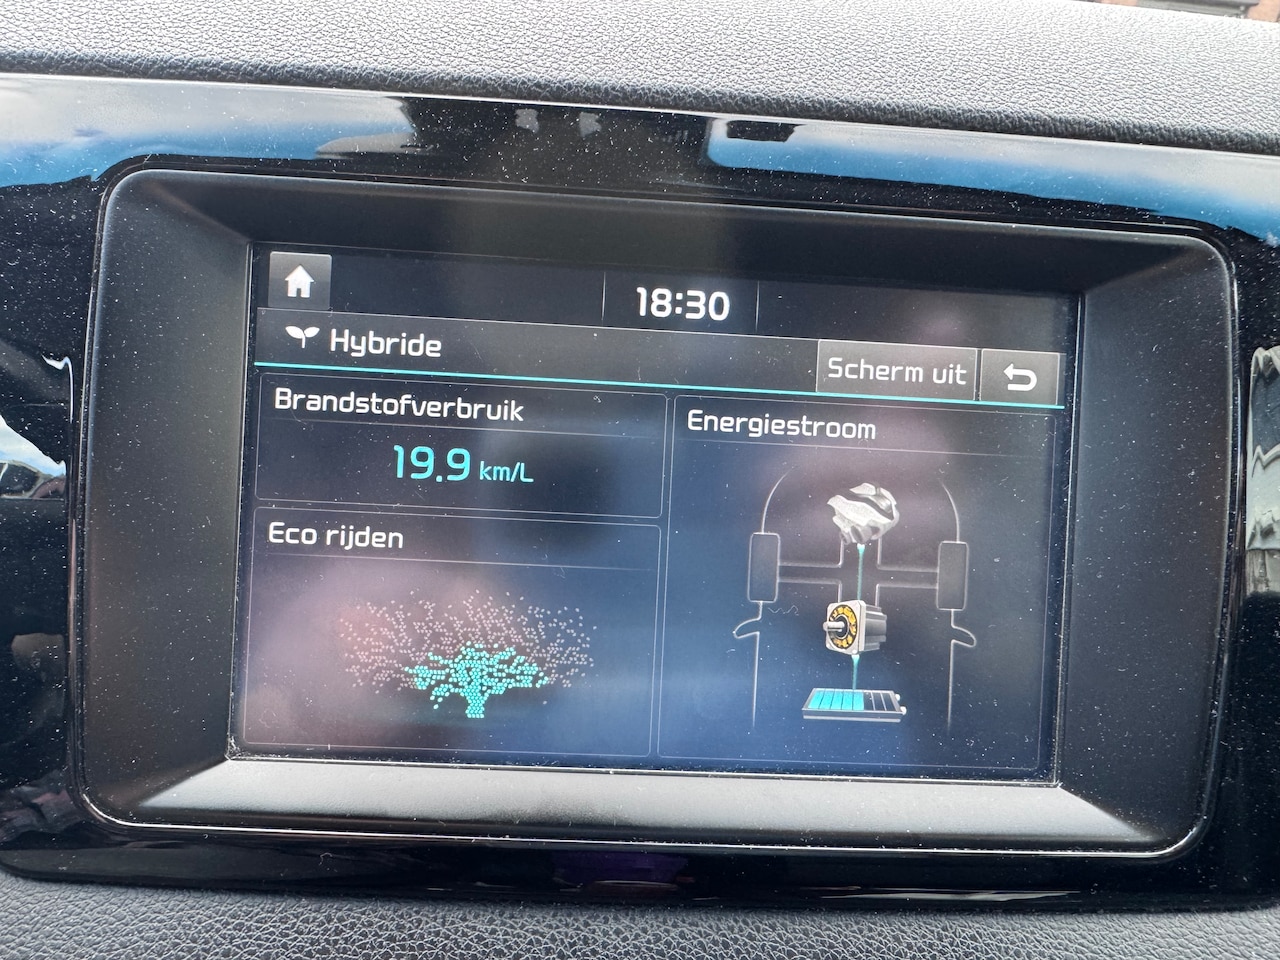 18:30
Hybride
Scherm uit
Brandstofverbruik
19.9 km/L
Energiestroom
Eco rijden